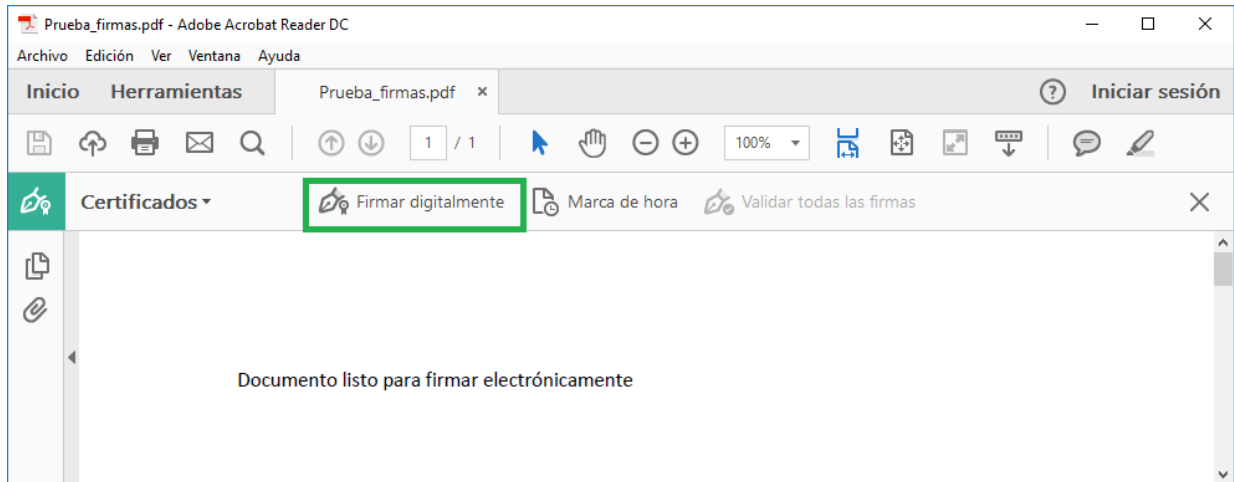 Prueba_firmas.pdf - Adobe Acrobat Reader DC
Archivo Edición Ver Ventana Ayuda
Inicio Herramientas Prueba_firmas.pdf × ? Iniciar sesión
1 / 1 100%
Certificados Firmar digitalmente Marca de hora Validar todas las firmas
Documento listo para firmar electrónicamente